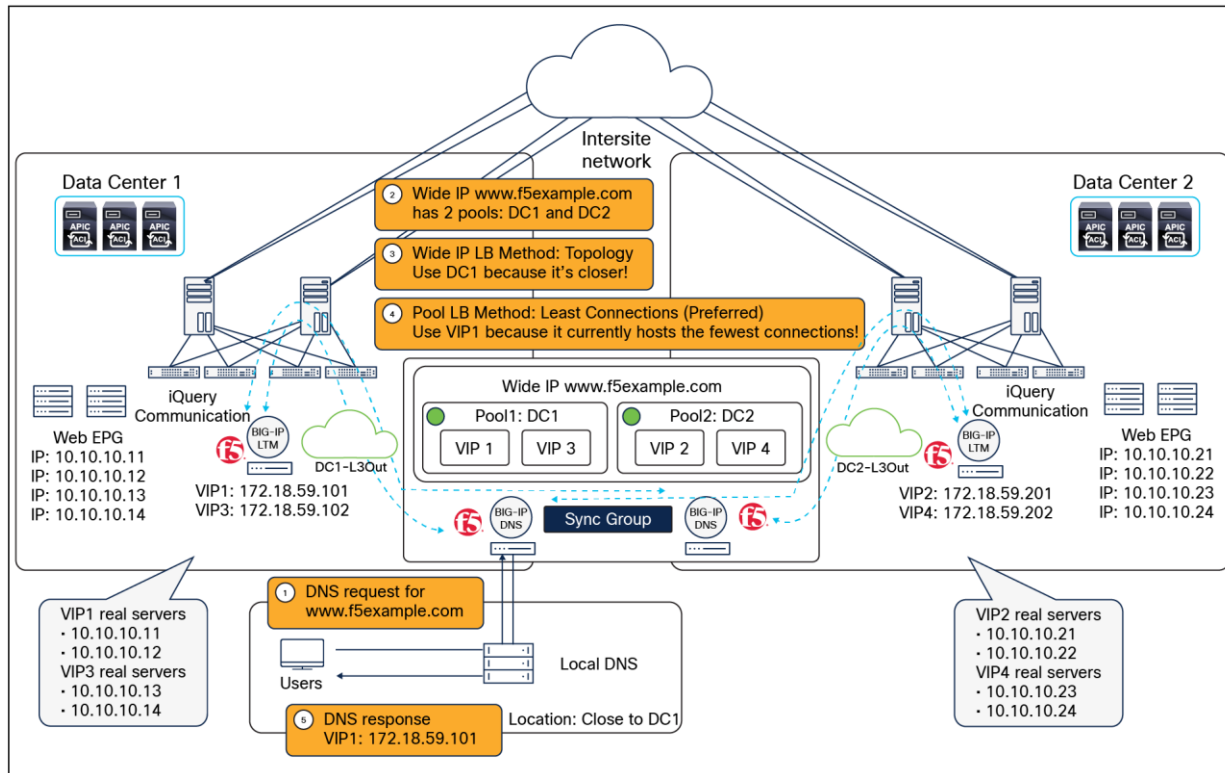 Intersite
network
Data Center 1
APIC
ACI
APIC
ACI
APIC
ACI
Data Center 2
APIC
ACI
APIC
ACI
APIC
ACI
2 Wide IP www.f5example.com
has 2 pools: DC1 and DC2
3 Wide IP LB Method: Topology
Use DC1 because it's closer!
4 Pool LB Method: Least Connections (Preferred)
Use VIP1 because it currently hosts the fewest connections!
iQuery
Communication
Web EPG
IP: 10.10.10.11
IP: 10.10.10.12
IP: 10.10.10.13
IP: 10.10.10.14
f5
BIG-IP
LTM
DC1-L3Out
VIP1: 172.18.59.101
VIP3: 172.18.59.102
Wide IP www.f5example.com
Pool1: DC1
VIP 1
VIP 3
Pool2: DC2
VIP 2
VIP 4
f5
BIG-IP
DNS
Sync Group
BIG-IP
DNS
f5
iQuery
Communication
DC2-L3Out
f5
BIG-IP
LTM
VIP2: 172.18.59.201
VIP4: 172.18.59.202
Web EPG
IP: 10.10.10.21
IP: 10.10.10.22
IP: 10.10.10.23
IP: 10.10.10.24
VIP1 real servers
• 10.10.10.11
• 10.10.10.12
VIP3 real servers
• 10.10.10.13
• 10.10.10.14
1 DNS request for
www.f5example.com
Users
Local DNS
5 DNS response
VIP1: 172.18.59.101
Location: Close to DC1
VIP2 real servers
• 10.10.10.21
• 10.10.10.22
VIP4 real servers
• 10.10.10.23
• 10.10.10.24